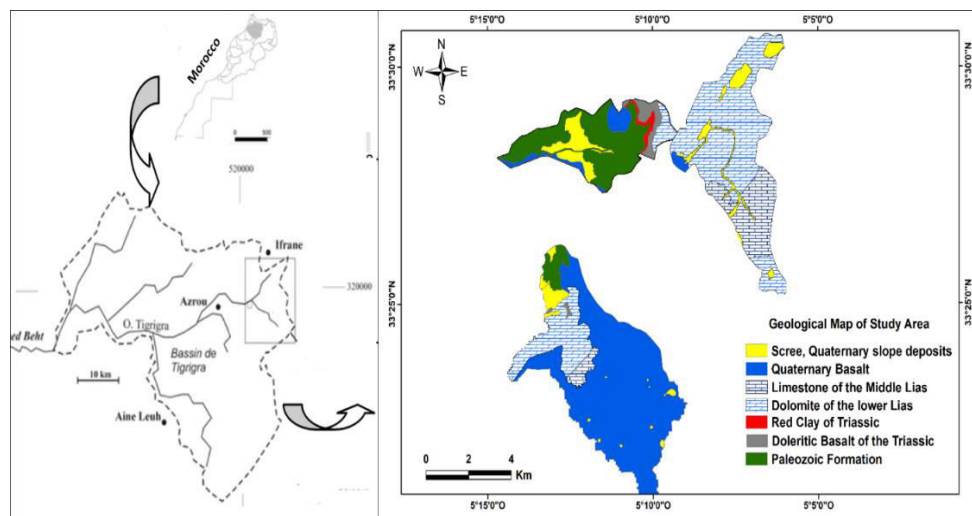 Morocco
0
500
520000
Ifrane
320000
Azrou
O. Tigrigra
ed Beht
Bassin de
Tigrigra
10 km
Aine Leuh
5°15'0"W
5°10'0"W
5°5'0"W
N
W
E
S
33°30'0"N
33°30'0"N
33°25'0"N
33°25'0"N
Geological Map of Study Area
Scree, Quaternary slope deposits
Quaternary Basalt
Limestone of the Middle Lias
Dolomite of the lower Lias
Red Clay of Triassic
Doleritic Basalt of the Triassic
Paleozoic Formation
0 2 4
Km
5°15'0"W
5°10'0"W
5°5'0"W